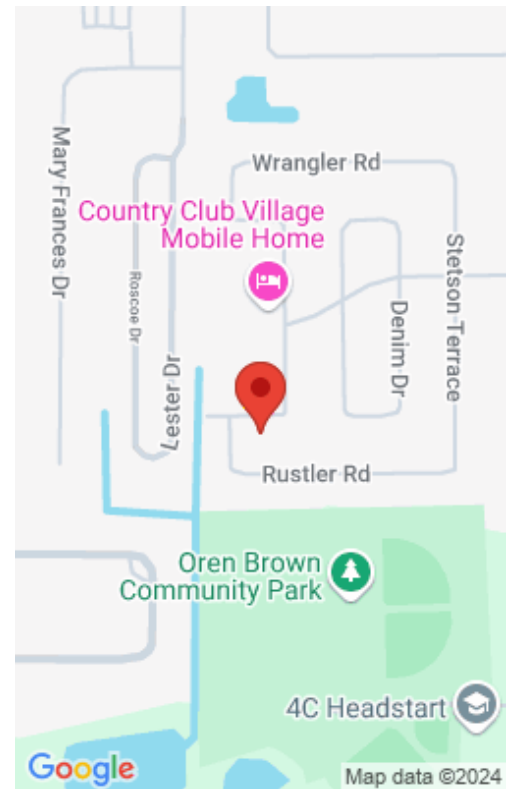 Wrangler Rd
Mary Frances Dr
Country Club Village
Mobile Home
Roscoe Dr
Stetson Terrace
Denim Dr
Lester Dr
Rustler Rd
Oren Brown
Community Park
4C Headstart
Google
Map data ©2024